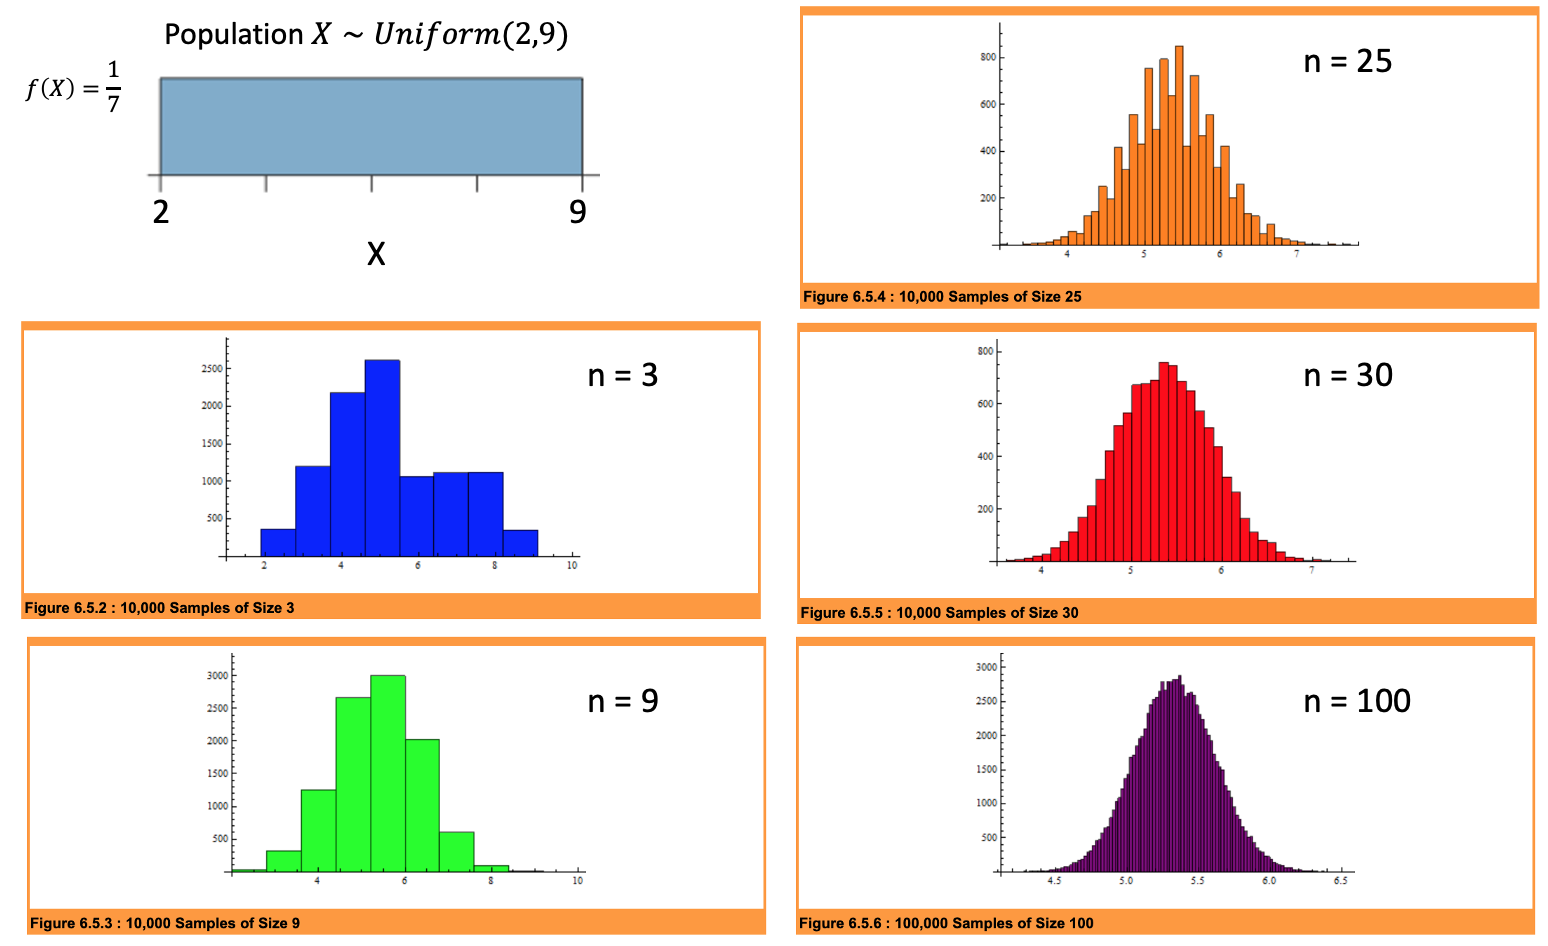 Population X ~ Uniform(2,9)
f(X) = 1/7
2 9
X
n = 3
2500
2000
1500
1000
500
2 4 6 8 10
Figure 6.5.2 : 10,000 Samples of Size 3
n = 9
3000
2500
2000
1500
1000
500
4 6 8 10
Figure 6.5.3 : 10,000 Samples of Size 9
n = 25
800
600
400
200
4 5 6 7
Figure 6.5.4 : 10,000 Samples of Size 25
n = 30
800
600
400
200
4 5 6 7
Figure 6.5.5 : 10,000 Samples of Size 30
n = 100
3000
2500
2000
1500
1000
500
4.5 5.0 5.5 6.0 6.5
Figure 6.5.6 : 100,000 Samples of Size 100